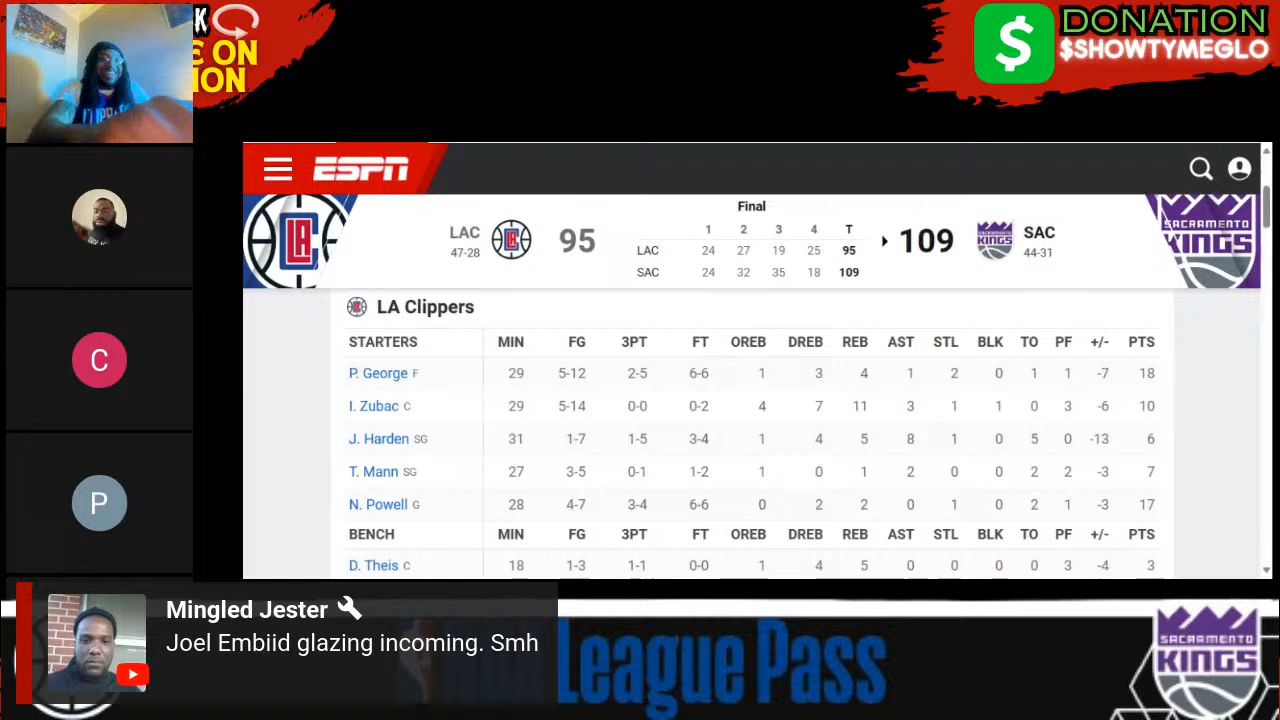 K
E ON
ION
DONATION
$SHOWTYMEGLO
ESPN
Final
LAC
47-28
95
1 2 3 4 T
LAC 24 27 19 25 95
SAC 24 32 35 18 109
109
SAC
44-31
LA
SACRAMENTO
KINGS
LA Clippers
STARTERS MIN FG 3PT FT OREB DREB REB AST STL BLK TO PF +/- PTS
P. George F 29 5-12 2-5 6-6 1 3 4 1 2 0 1 1 -7 18
I. Zubac C 29 5-14 0-0 0-2 4 7 11 3 1 1 0 3 -6 10
J. Harden SG 31 1-7 1-5 3-4 1 4 5 8 1 0 5 0 -13 6
T. Mann SG 27 3-5 0-1 1-2 1 0 1 2 0 0 2 2 -3 7
N. Powell G 28 4-7 3-4 6-6 0 2 2 0 1 0 2 1 -3 17
BENCH MIN FG 3PT FT OREB DREB REB AST STL BLK TO PF +/- PTS
D. Theis C 18 1-3 1-1 0-0 1 4 5 0 0 0 0 3 -4 3
C
P
Mingled Jester
Joel Embiid glazing incoming. Smh
League Pass
SACRAMENTO
KINGS